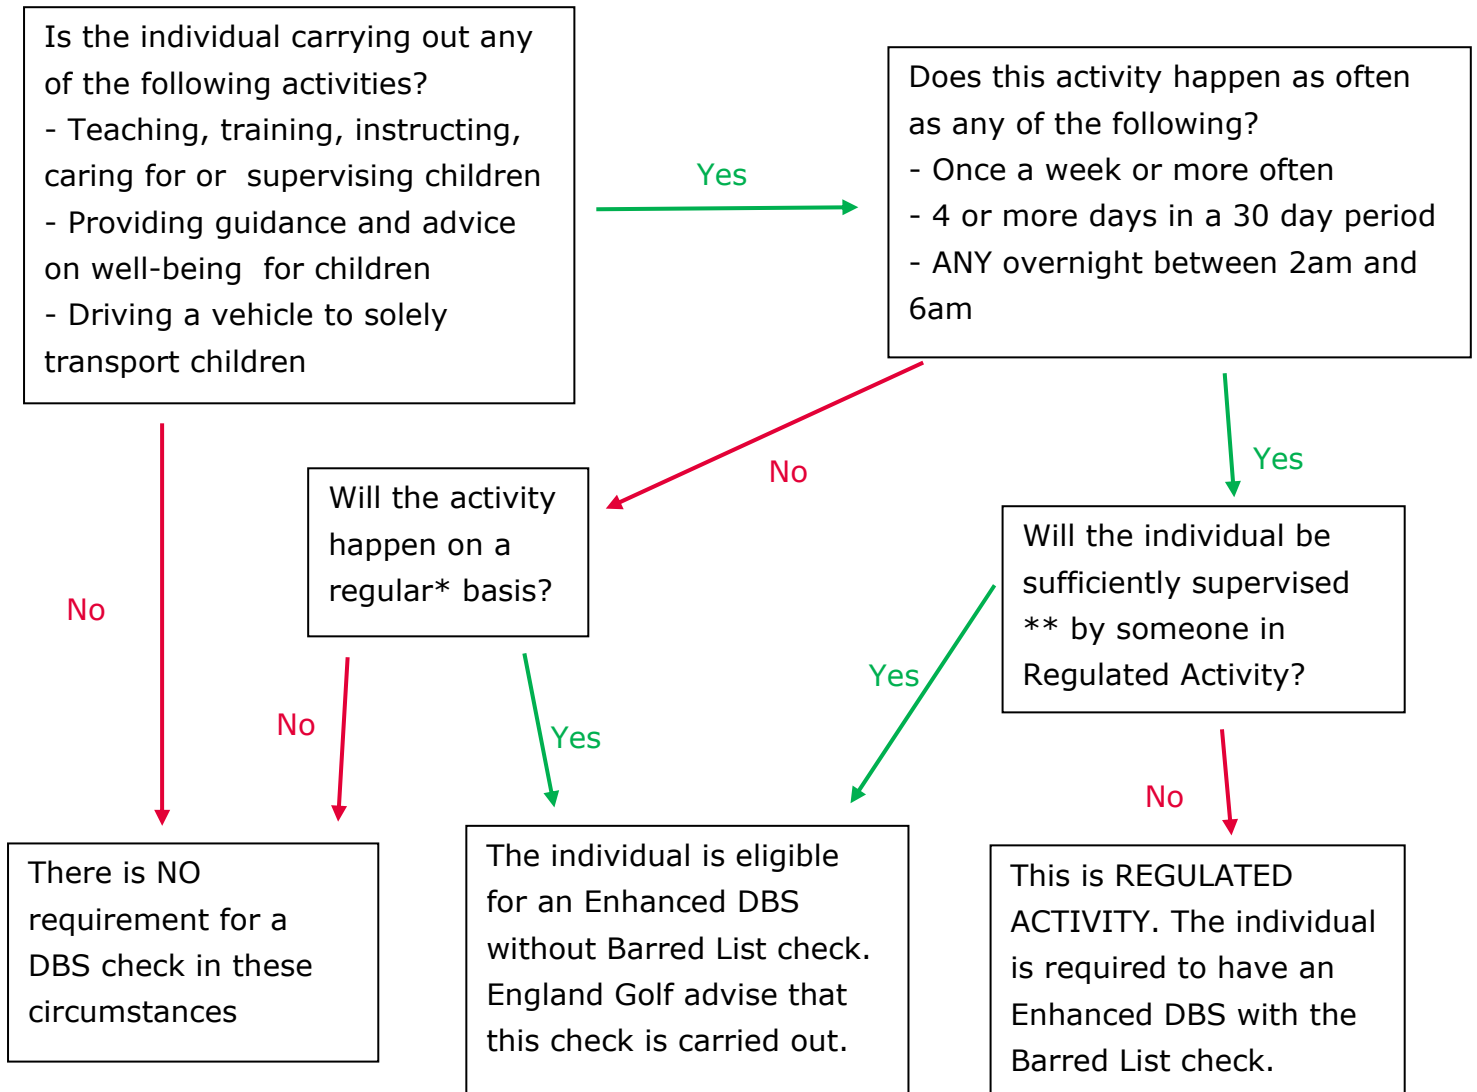 Is the individual carrying out any
of the following activities?
- Teaching, training, instructing,
caring for or  supervising children
- Providing guidance and advice
on well-being  for children
- Driving a vehicle to solely
transport children
Yes
Does this activity happen as often
as any of the following?
- Once a week or more often
- 4 or more days in a 30 day period
- ANY overnight between 2am and
6am
No
Yes
No
Will the activity
happen on a
regular* basis?
Will the individual be
sufficiently supervised
** by someone in
Regulated Activity?
No
Yes
Yes
No
There is NO
requirement for a
DBS check in these
circumstances
The individual is eligible
for an Enhanced DBS
without Barred List check.
England Golf advise that
this check is carried out.
This is REGULATED
ACTIVITY. The individual
is required to have an
Enhanced DBS with the
Barred List check.